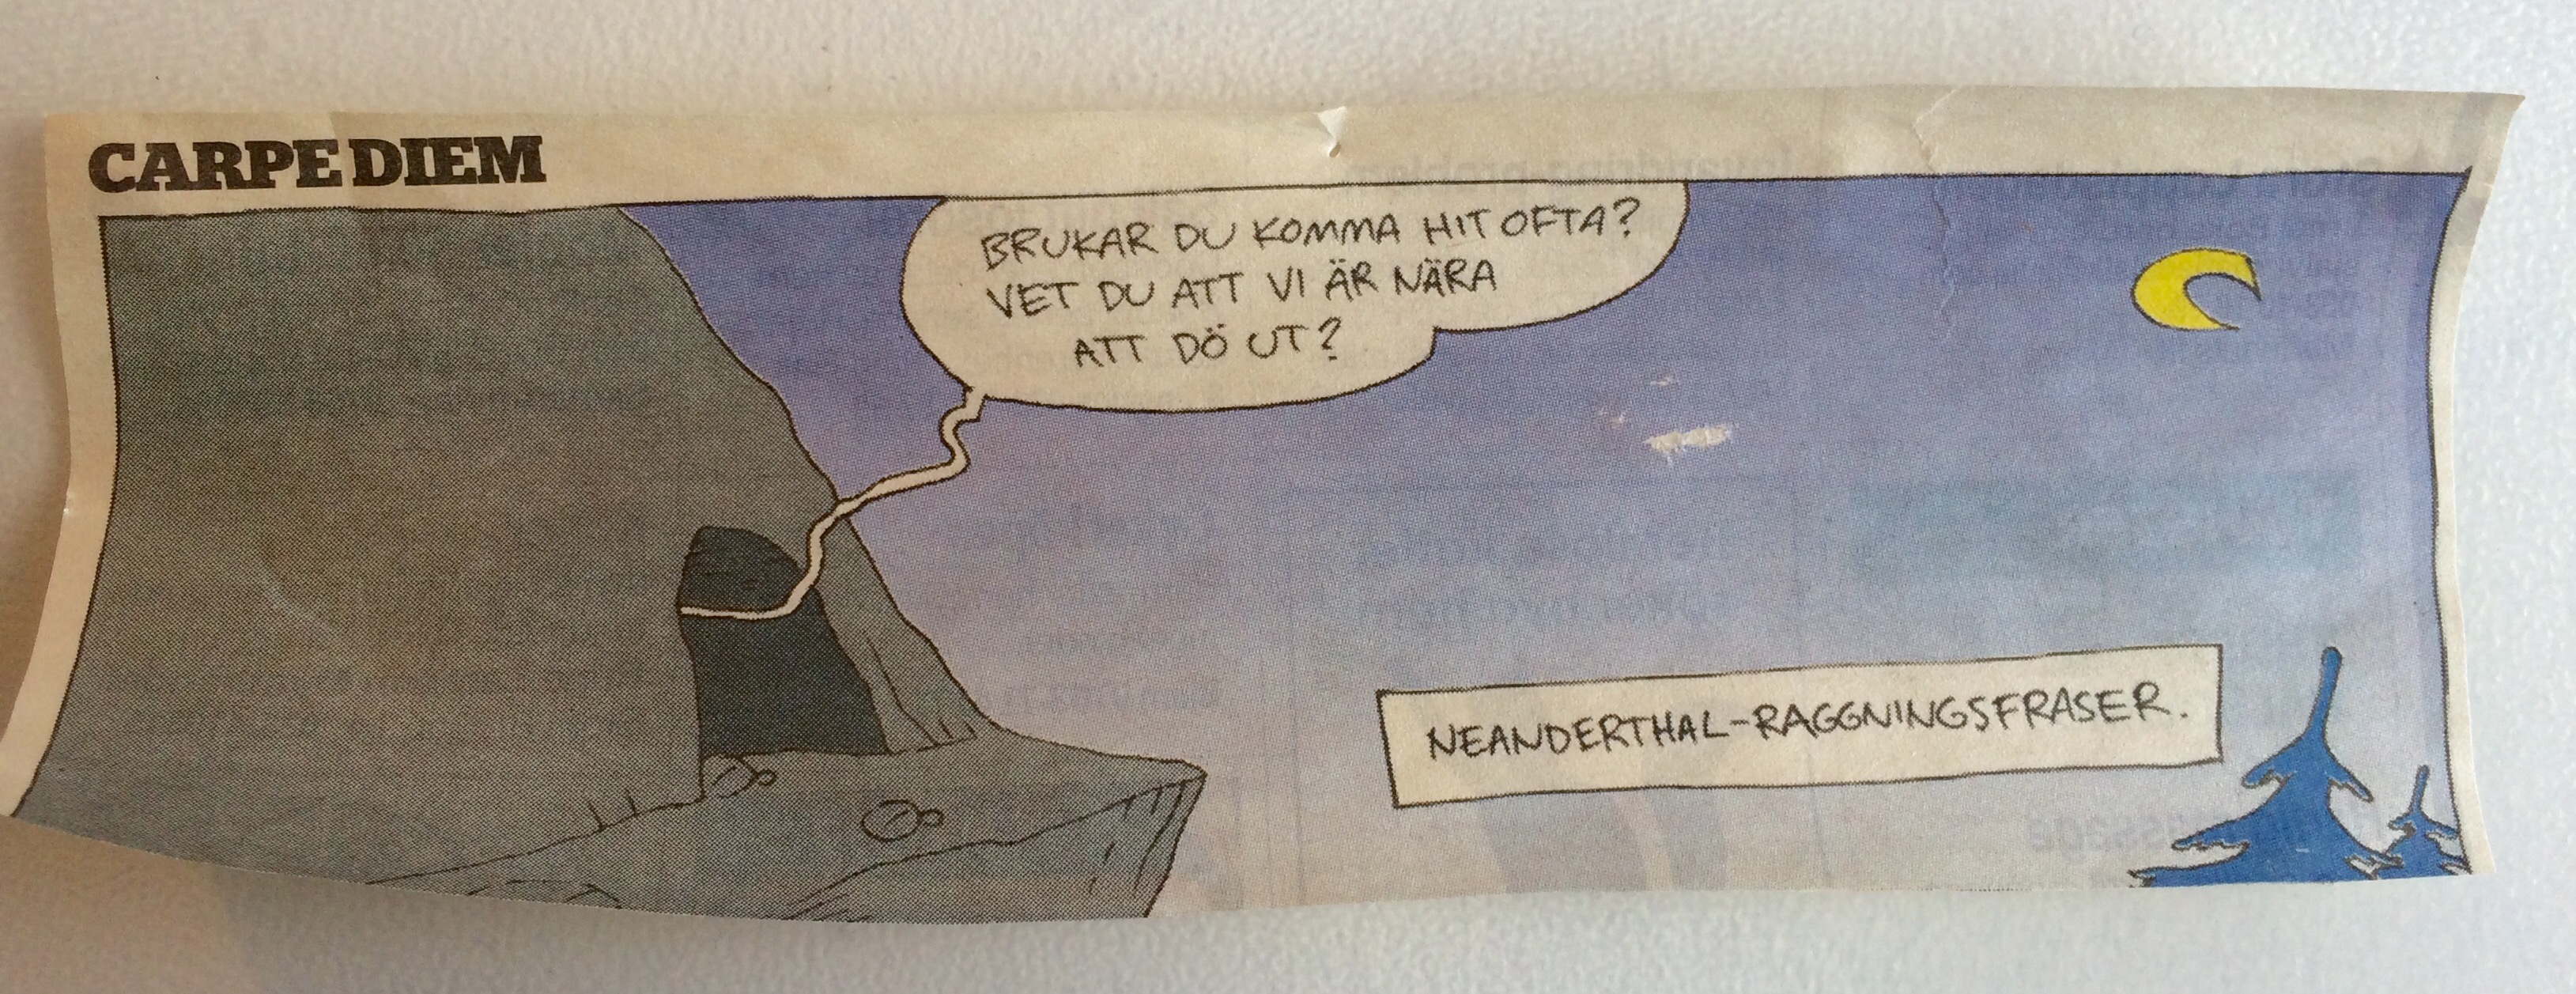 CARPE DIEM
BRUKAR DU KOMMA HIT OFTA?
VET DU ATT VI ÄR NÄRA
ATT DÖ UT?
NEANDERTHAL-RAGGNINGSFRASER.